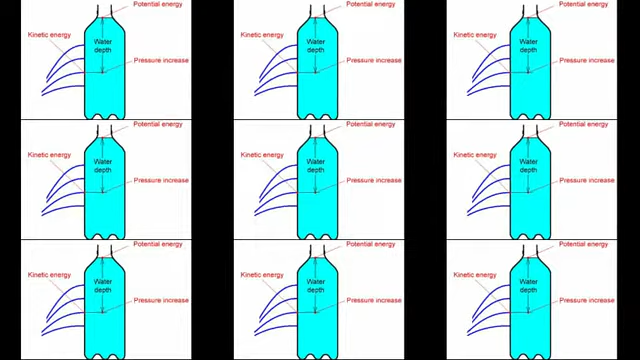 Potential energy Potential energy Potential energy
Kinetic energy Kinetic energy Kinetic energy
Water Water Water
depth depth depth
Pressure increase Pressure increase Pressure increase
Potential energy Potential energy Potential energy
Kinetic energy Kinetic energy Kinetic energy
Water Water Water
depth depth depth
Pressure increase Pressure increase Pressure increase
Potential energy Potential energy Potential energy
Kinetic energy Kinetic energy Kinetic energy
Water Water Water
depth depth depth
Pressure increase Pressure increase Pressure increase